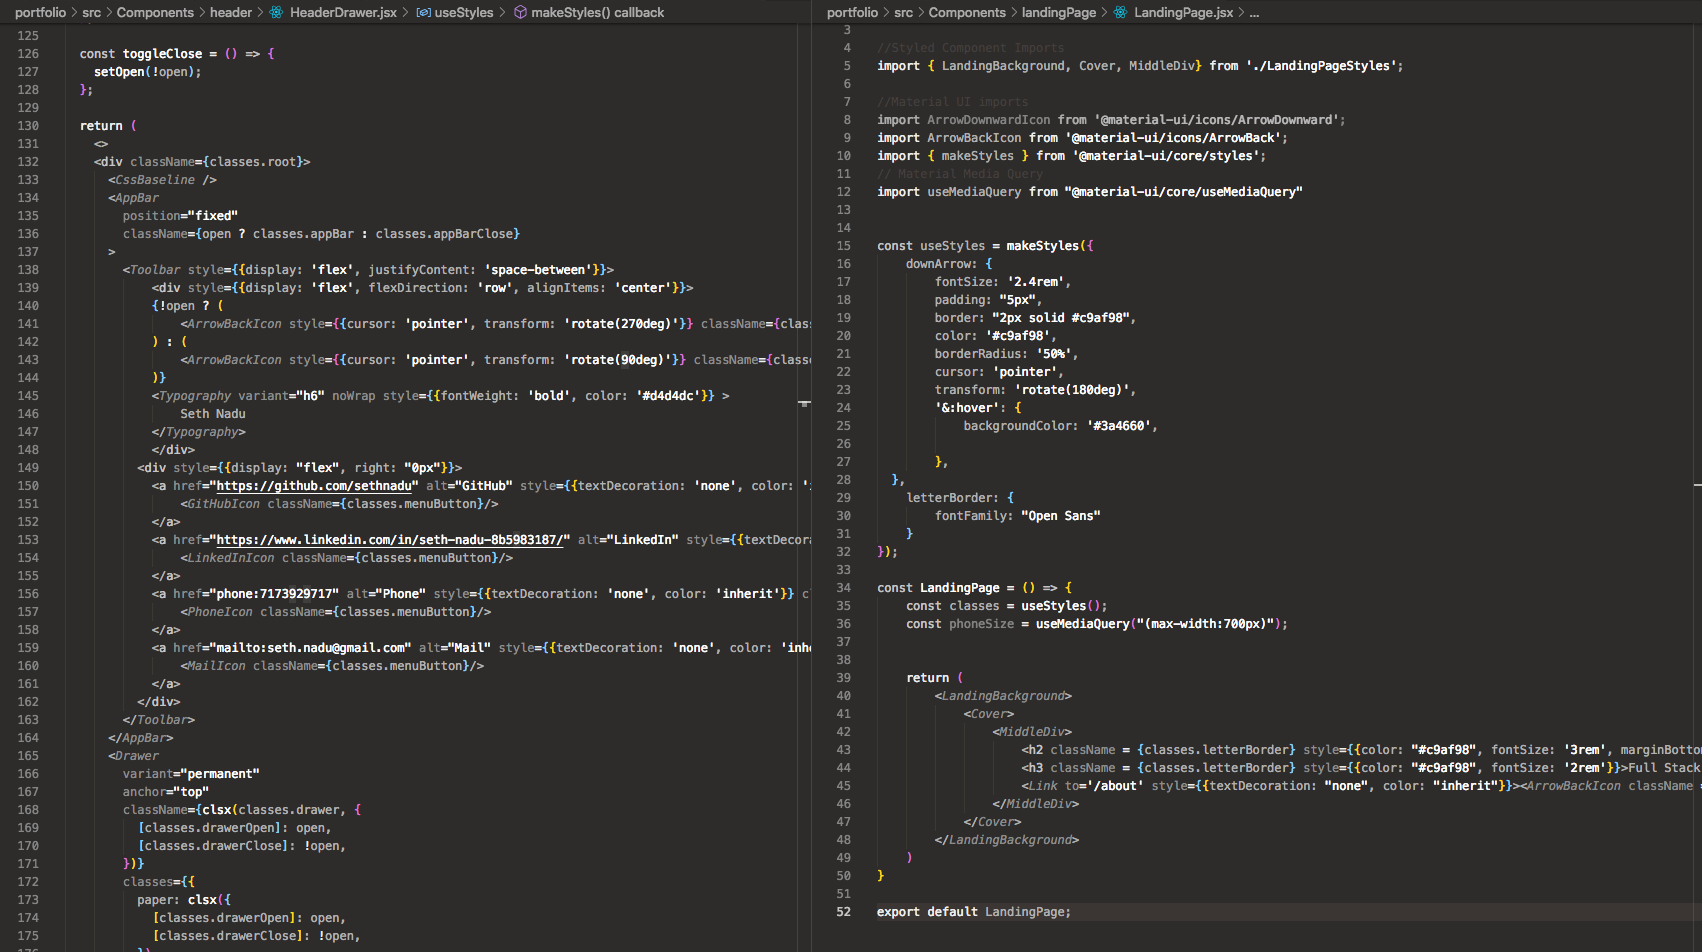 portfolio > src > Components > header > HeaderDrawer.jsx > useStyles > makeStyles() callback
125
126 const toggleClose = () => {
127 setOpen(!open);
128 };
129
130 return (
131 <>
132 <div className={classes.root}>
133 <CssBaseline />
134 <AppBar
135 position="fixed"
136 className={open ? classes.appBar : classes.appBarClose}
137 >
138 <Toolbar style={{display: 'flex', justifyContent: 'space-between'}}>
139 <div style={{display: 'flex', flexDirection: 'row', alignItems: 'center'}}>
140 {!open ? (
141 <ArrowBackIcon style={{cursor: 'pointer', transform: 'rotate(270deg)'}} className={clas
142 ) : (
143 <ArrowBackIcon style={{cursor: 'pointer', transform: 'rotate(90deg)'}} className={classe
144 )}
145 <Typography variant="h6" noWrap style={{fontWeight: 'bold', color: '#d4d4dc'}} >
146 Seth Nadu
147 </Typography>
148 </div>
149 <div style={{display: "flex", right: "0px"}}>
150 <a href="https://github.com/sethnadu" alt="GitHub" style={{textDecoration: 'none', color: '
151 <GitHubIcon className={classes.menuButton}/>
152 </a>
153 <a href="https://www.linkedin.com/in/seth-nadu-8b5983187/" alt="LinkedIn" style={{textDecora
154 <LinkedInIcon className={classes.menuButton}/>
155 </a>
156 <a href="phone:7173929717" alt="Phone" style={{textDecoration: 'none', color: 'inherit'}} c
157 <PhoneIcon className={classes.menuButton}/>
158 </a>
159 <a href="mailto:seth.nadu@gmail.com" alt="Mail" style={{textDecoration: 'none', color: 'inhe
160 <MailIcon className={classes.menuButton}/>
161 </a>
162 </div>
163 </Toolbar>
164 </AppBar>
165 <Drawer
166 variant="permanent"
167 anchor="top"
168 className={clsx(classes.drawer, {
169 [classes.drawerOpen]: open,
170 [classes.drawerClose]: !open,
171 })}
172 classes={{
173 paper: clsx({
174 [classes.drawerOpen]: open,
175 [classes.drawerClose]: !open,
portfolio > src > Components > landingPage > LandingPage.jsx > ...
3
4 //Styled Component Imports
5 import { LandingBackground, Cover, MiddleDiv} from './LandingPageStyles';
6
7 //Material UI imports
8 import ArrowDownwardIcon from '@material-ui/icons/ArrowDownward';
9 import ArrowBackIcon from '@material-ui/icons/ArrowBack';
10 import { makeStyles } from '@material-ui/core/styles';
11 // Material Media Query
12 import useMediaQuery from "@material-ui/core/useMediaQuery"
13
14
15 const useStyles = makeStyles({
16 downArrow: {
17 fontSize: '2.4rem',
18 padding: "5px",
19 border: "2px solid #c9af98",
20 color: '#c9af98',
21 borderRadius: '50%',
22 cursor: 'pointer',
23 transform: 'rotate(180deg)',
24 '&:hover': {
25 backgroundColor: '#3a4660',
26
27 },
28 },
29 letterBorder: {
30 fontFamily: "Open Sans"
31 }
32 });
33
34 const LandingPage = () => {
35 const classes = useStyles();
36 const phoneSize = useMediaQuery("(max-width:700px)");
37
38
39 return (
40 <LandingBackground>
41 <Cover>
42 <MiddleDiv>
43 <h2 className = {classes.letterBorder} style={{color: "#c9af98", fontSize: '3rem', marginBotto
44 <h3 className = {classes.letterBorder} style={{color: "#c9af98", fontSize: '2rem'}}>Full Stack
45 <Link to='/about' style={{textDecoration: "none", color: "inherit"}}><ArrowBackIcon className =
46 </MiddleDiv>
47 </Cover>
48 </LandingBackground>
49 )
50 }
51
52 export default LandingPage;